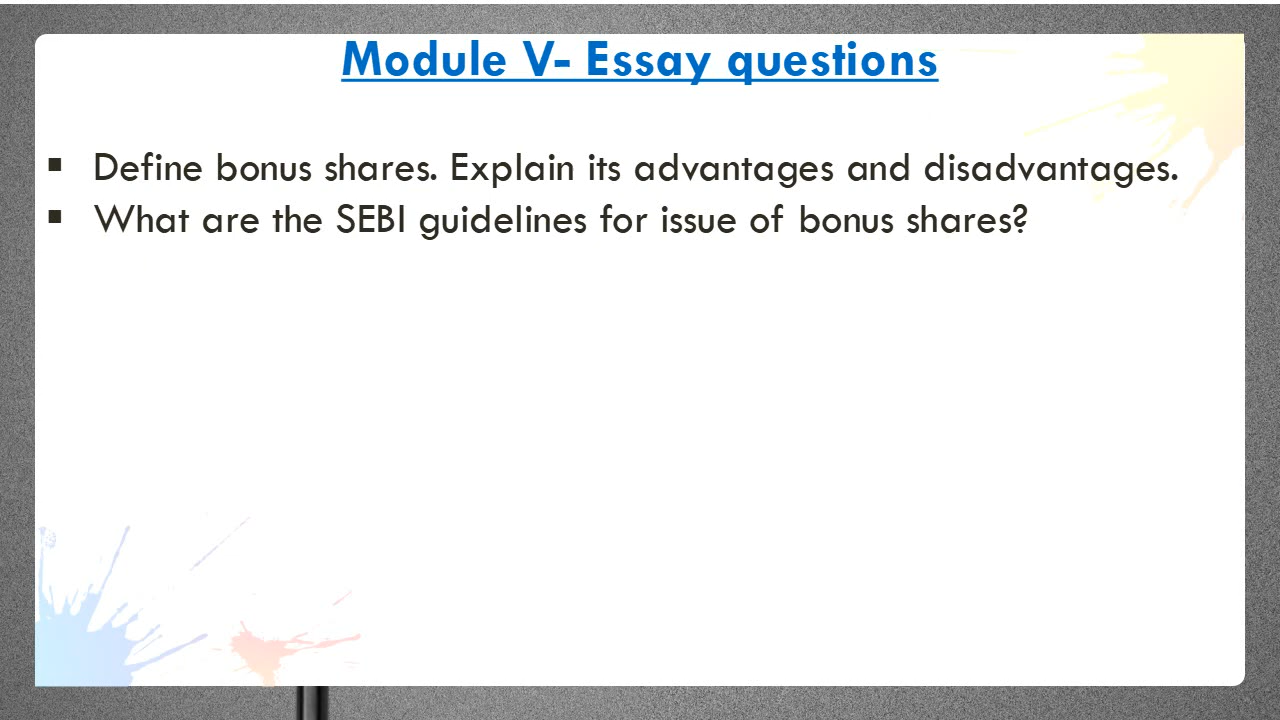 Module V- Essay questions
▪ Define bonus shares. Explain its advantages and disadvantages.
▪ What are the SEBI guidelines for issue of bonus shares?